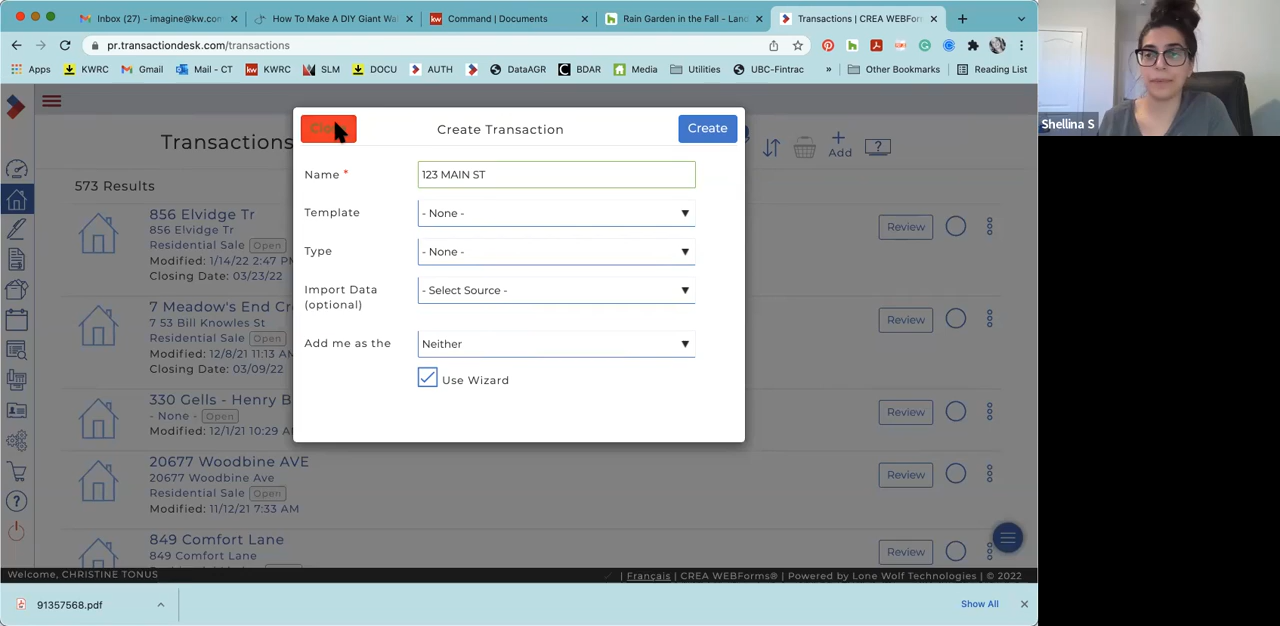 Inbox (27) - imagine@kw.com
How To Make A DIY Giant Wa
Command | Documents
Rain Garden in the Fall - Land
Transactions | CREA WEBForm
pr.transactiondesk.com/transactions
Apps
KWRC
Gmail
Mail - CT
KWRC
SLM
DOCU
AUTH
DataAGR
BDAR
Media
Utilities
UBC-Fintrac
»
Other Bookmarks
Reading List
Shellina S
Transactions
Add
573 Results
Create Transaction
Create
Name *
123 MAIN ST
Template
- None -
Type
- None -
Import Data
(optional)
- Select Source -
Add me as the
Neither
Use Wizard
856 Elvidge Tr
856 Elvidge Tr
Residential Sale Open
Modified: 1/14/22 2:47 P
Closing Date: 03/23/22
Review
7 Meadow's End Cr
7 53 Bill Knowles St
Residential Sale Open
Modified: 12/8/21 11:13 AM
Closing Date: 03/09/22
Review
330 Gells - Henry B
- None - Open
Modified: 12/1/21 10:29 A
Review
20677 Woodbine AVE
20677 Woodbine Ave
Residential Sale Open
Modified: 11/12/21 7:33 AM
Review
849 Comfort Lane
849 Comfort Lane
Review
Welcome, CHRISTINE TONUS
| Français | CREA WEBForms® | Powered by Lone Wolf Technologies | © 2022
91357568.pdf
Show All